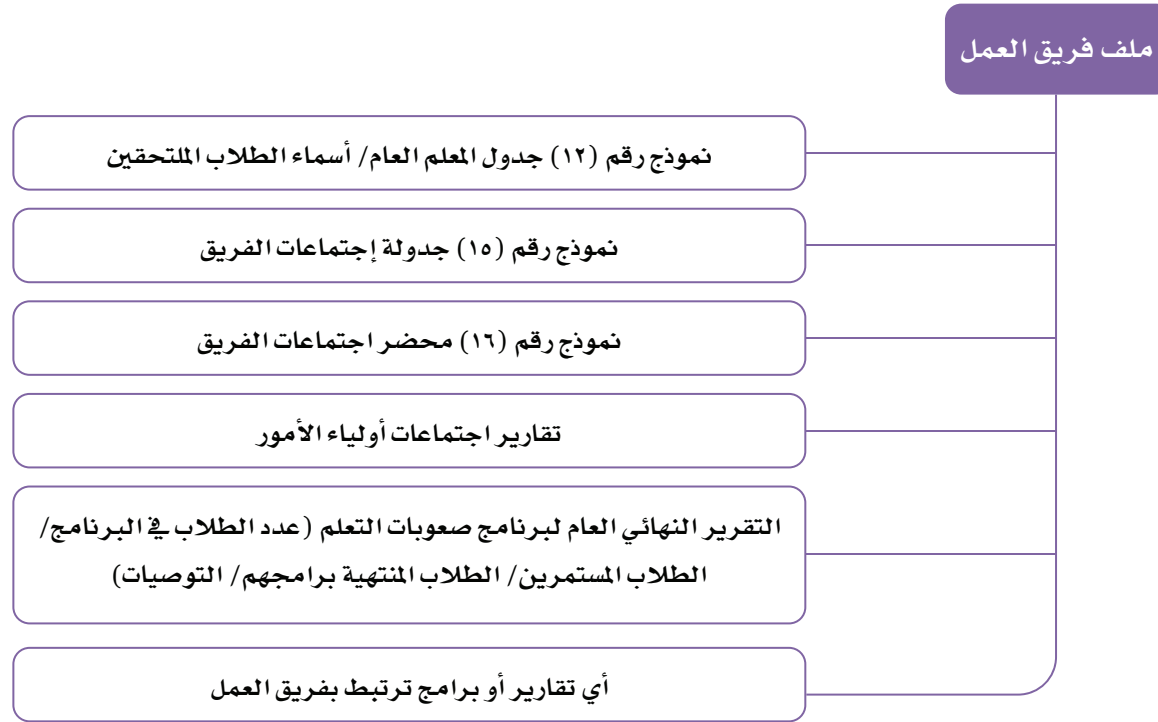 ملف فريق العمل
نموذج رقم (١٢) جدول المعلم العام/ أسماء الطلاب الملتحقين
نموذج رقم (١٥) جدولة إجتماعات الفريق
نموذج رقم (١٦) محضر اجتماعات الفريق
تقارير اجتماعات أولياء الأمور
التقرير النهائي العام لبرنامج صعوبات التعلم (عدد الطلاب في البرنامج/
الطلاب المستمرين/ الطلاب المنتهية برامجهم/ التوصيات)
أي تقارير أو برامج ترتبط بفريق العمل